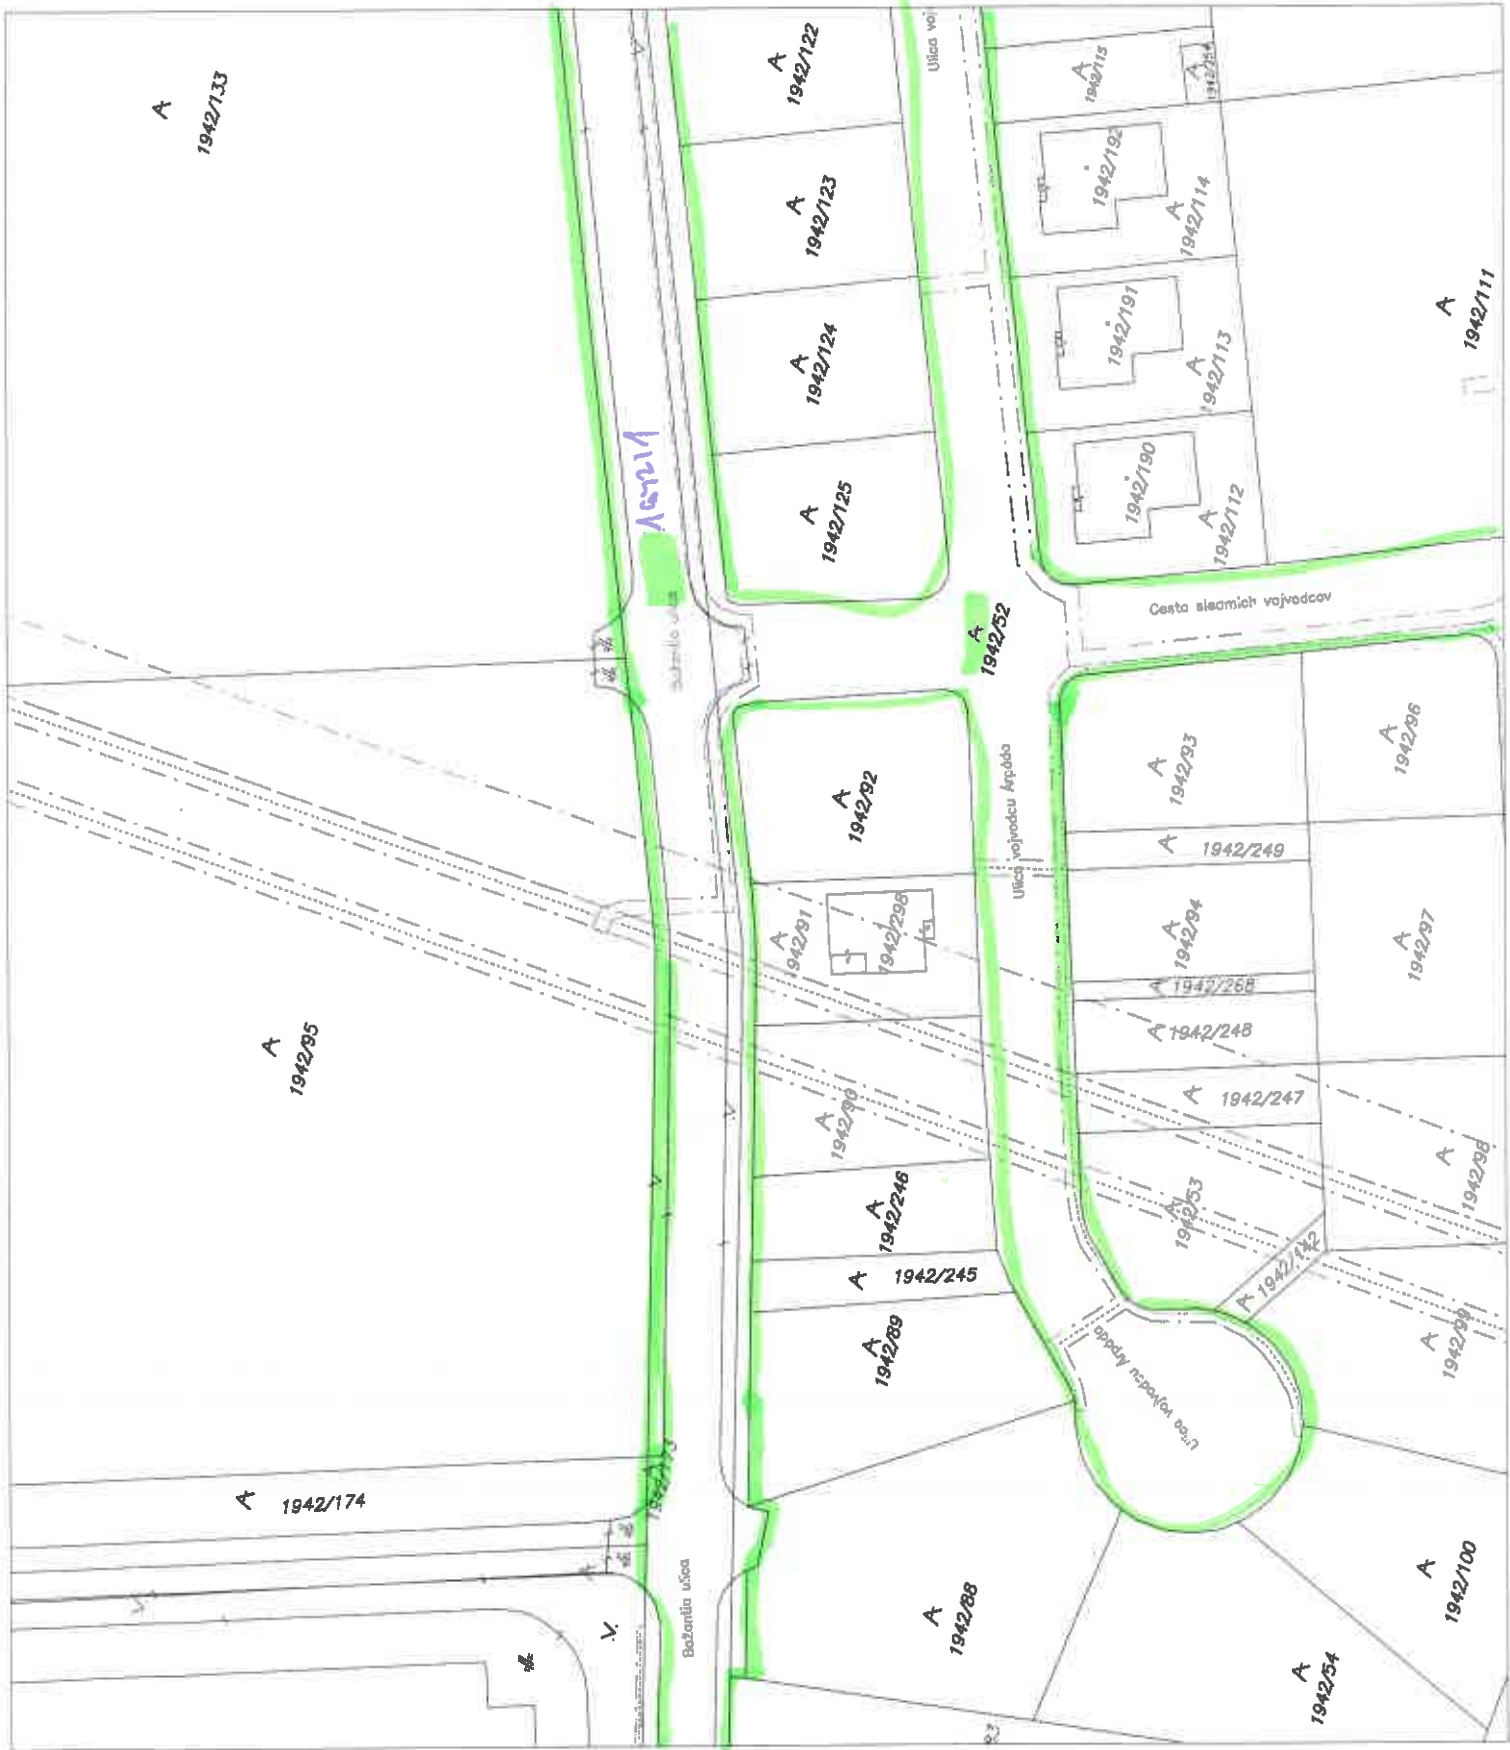 A
1942/133
A
1942/122
Ulica voj
A
1942/115
A
A
1942/123
1942/192
A
1942/114
A
1942/124
1942/191
A
1942/113
A
1942/111
A
1942/125
1942/190
A
1942/112
A
1942/52
Cesta siedmich vojvodcov
A
1942/92
Ulica vojvodcu Arpáda
A
1942/93
A
1942/96
A
1942/249
A
942/91
1942/298
A
1942/94
A
1942/97
A
1942/268
A
1942/248
A
1942/95
A
1942/90
A
1942/247
A
1942/246
A
1942/53
A
1942/98
A
1942/245
A
1942/142
A
1942/89
Ulica vojvodcu Arpáda
A
1942/99
A
1942/174
Bažantia ulica
V.
A
1942/88
A
1942/54
A
1942/100